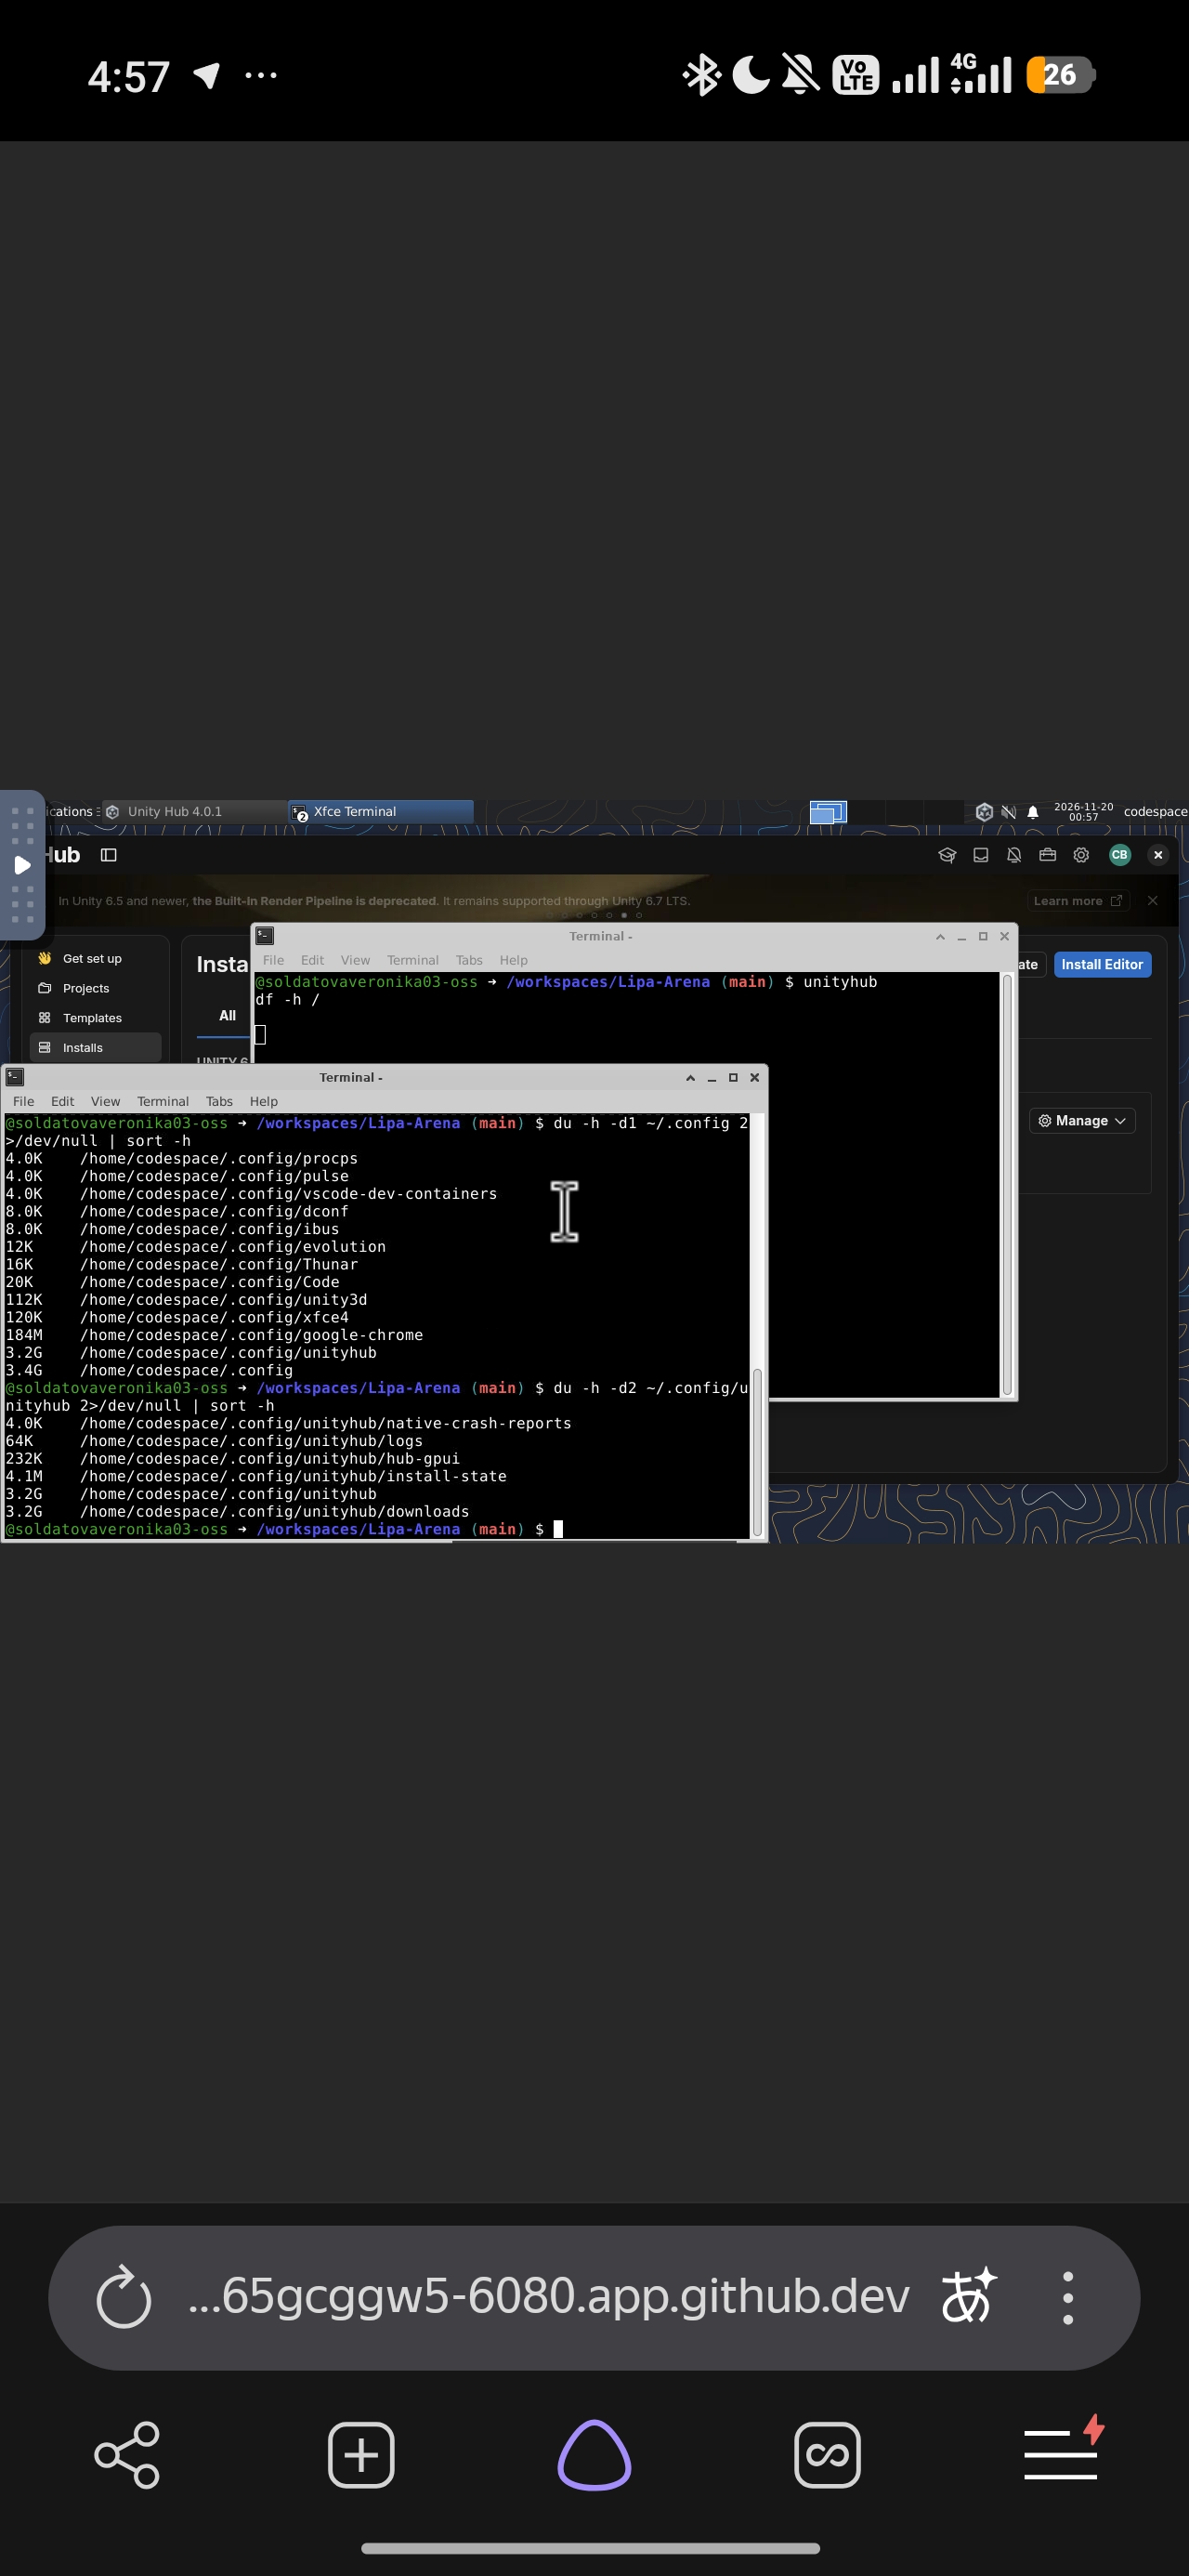 4:57
VoLTE
4G
26
ications
Unity Hub 4.0.1
2
Xfce Terminal
2026-11-20
00:57
codespace
Hub
CB
In Unity 6.5 and newer, the Built-In Render Pipeline is deprecated. It remains supported through Unity 6.7 LTS.
Learn more
Get set up
Projects
Templates
Installs
Insta
All
UNITY 6
ate
Install Editor
Manage
Terminal -
File Edit View Terminal Tabs Help
@soldatovaveronika03-oss ➜ /workspaces/Lipa-Arena (main) $ unityhub
df -h /
Terminal -
File Edit View Terminal Tabs Help
@soldatovaveronika03-oss ➜ /workspaces/Lipa-Arena (main) $ du -h -d1 ~/.config 2
>/dev/null | sort -h
4.0K /home/codespace/.config/procps
4.0K /home/codespace/.config/pulse
4.0K /home/codespace/.config/vscode-dev-containers
8.0K /home/codespace/.config/dconf
8.0K /home/codespace/.config/ibus
12K /home/codespace/.config/evolution
16K /home/codespace/.config/Thunar
20K /home/codespace/.config/Code
112K /home/codespace/.config/unity3d
120K /home/codespace/.config/xfce4
184M /home/codespace/.config/google-chrome
3.2G /home/codespace/.config/unityhub
3.4G /home/codespace/.config
@soldatovaveronika03-oss ➜ /workspaces/Lipa-Arena (main) $ du -h -d2 ~/.config/u
nityhub 2>/dev/null | sort -h
4.0K /home/codespace/.config/unityhub/native-crash-reports
64K /home/codespace/.config/unityhub/logs
232K /home/codespace/.config/unityhub/hub-gpui
4.1M /home/codespace/.config/unityhub/install-state
3.2G /home/codespace/.config/unityhub
3.2G /home/codespace/.config/unityhub/downloads
@soldatovaveronika03-oss ➜ /workspaces/Lipa-Arena (main) $
...65gcggw5-6080.app.github.dev
あ